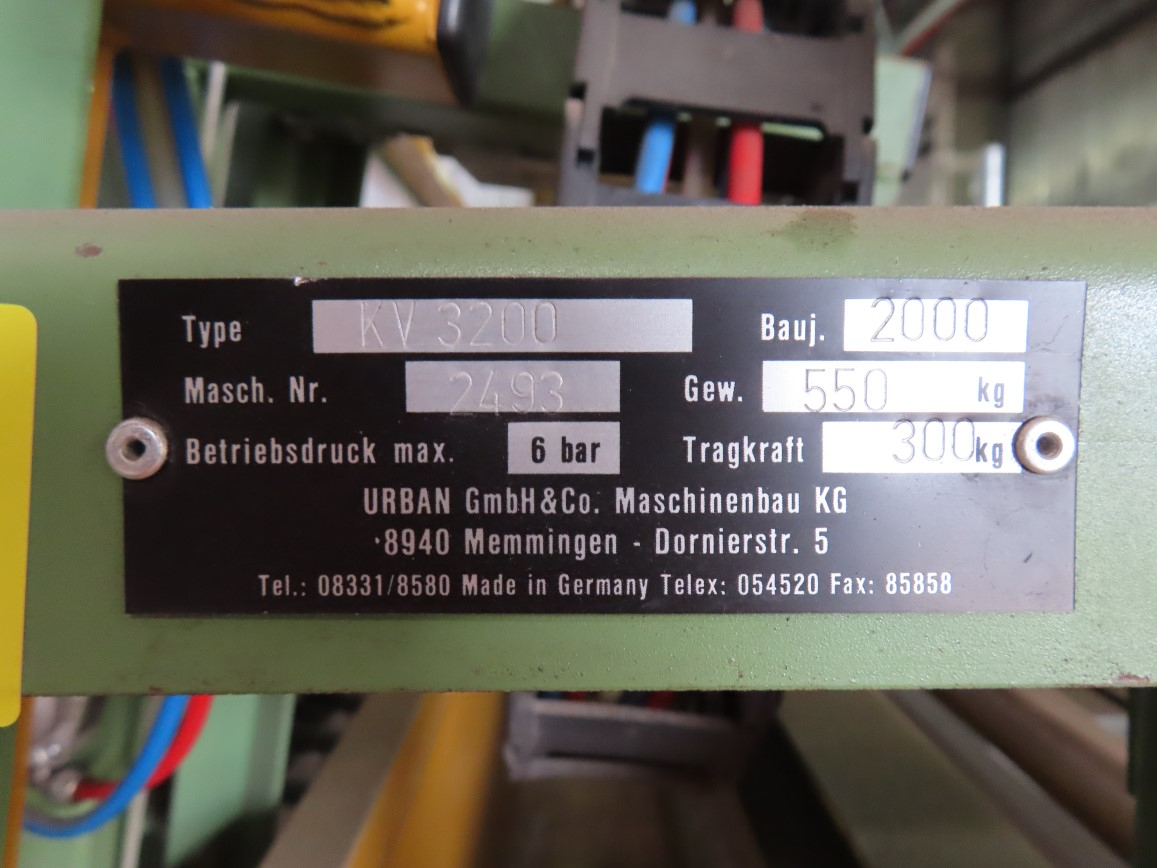 Type KV 3200 Bauj. 2000
Masch. Nr. 2493 Gew. 550 kg
Betriebsdruck max. 6 bar Tragkraft 300 kg
URBAN GmbH & Co. Maschinenbau KG
8940 Memmingen - Dornierstr. 5
Tel.: 08331/8580 Made in Germany Telex: 054520 Fax: 85858